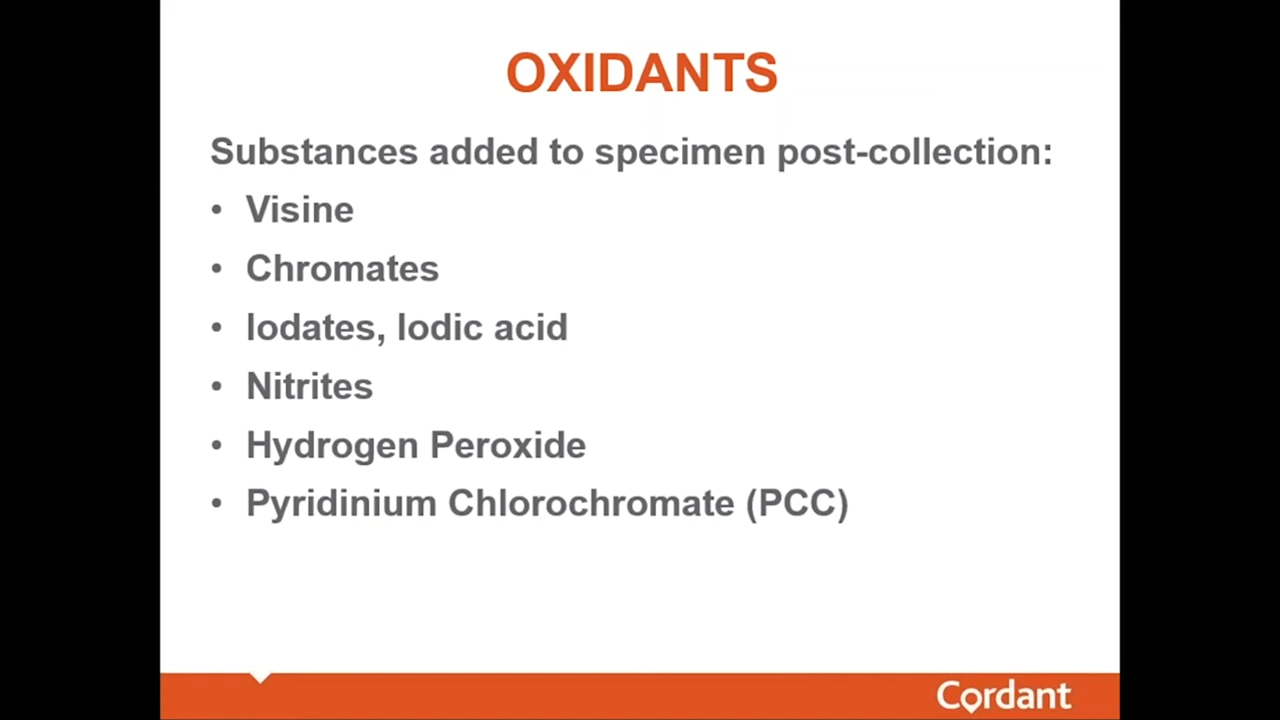 OXIDANTS
Substances added to specimen post-collection:
• Visine
• Chromates
• Iodates, Iodic acid
• Nitrites
• Hydrogen Peroxide
• Pyridinium Chlorochromate (PCC)
Cordant